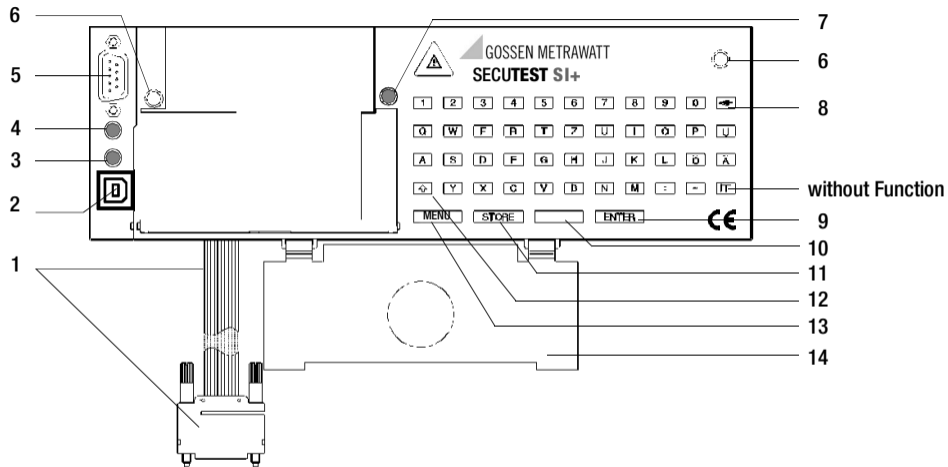 6
7
5
GOSSEN METRAWATT
SECUTEST SI+
6
1 2 3 4 5 6 7 8 9 0
8
4
Q W E R T Z U I O P Ü
3
A S D F G H J K L Ö Ä
2
Y X C V B N M : -
without Function
MENU STORE ENTER
CE
9
10
1
11
12
13
14